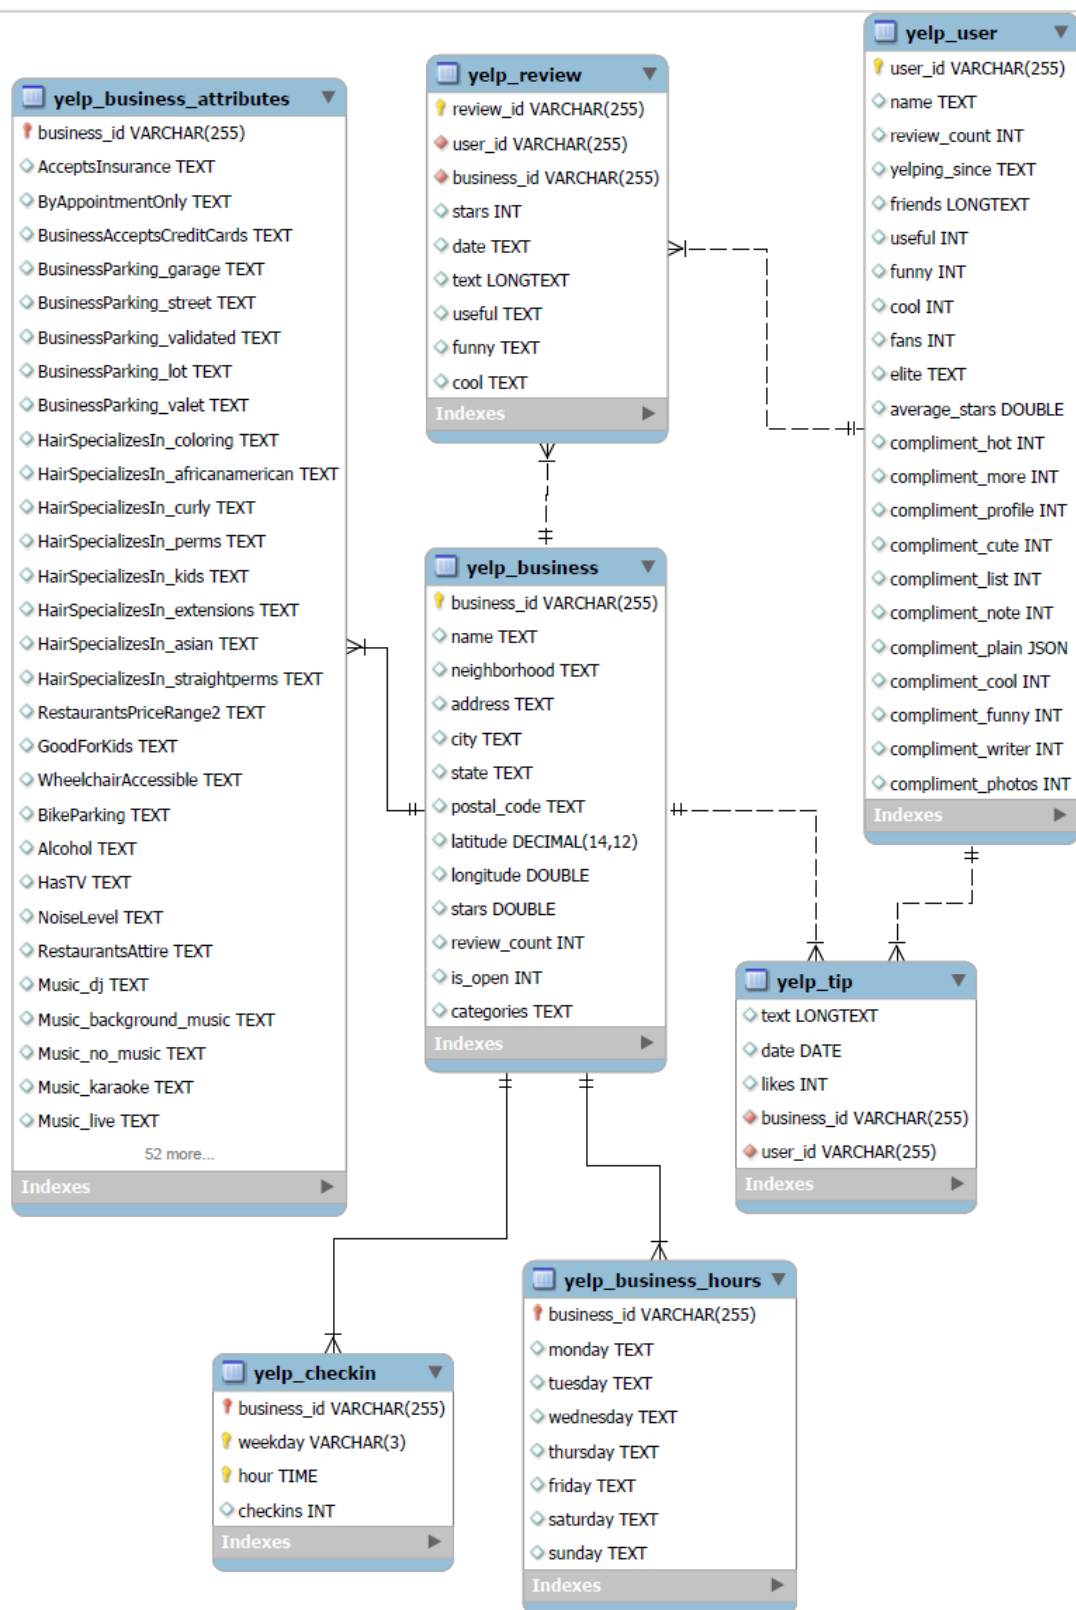 yelp_business_attributes
business_id VARCHAR(255)
AcceptsInsurance TEXT
ByAppointmentOnly TEXT
BusinessAcceptsCreditCards TEXT
BusinessParking_garage TEXT
BusinessParking_street TEXT
BusinessParking_validated TEXT
BusinessParking_lot TEXT
BusinessParking_valet TEXT
HairSpecializesIn_coloring TEXT
HairSpecializesIn_africanamerican TEXT
HairSpecializesIn_curly TEXT
HairSpecializesIn_perms TEXT
HairSpecializesIn_kids TEXT
HairSpecializesIn_extensions TEXT
HairSpecializesIn_asian TEXT
HairSpecializesIn_straightperms TEXT
RestaurantsPriceRange2 TEXT
GoodForKids TEXT
WheelchairAccessible TEXT
BikeParking TEXT
Alcohol TEXT
HasTV TEXT
NoiseLevel TEXT
RestaurantsAttire TEXT
Music_dj TEXT
Music_background_music TEXT
Music_no_music TEXT
Music_karaoke TEXT
Music_live TEXT
52 more...
Indexes
yelp_review
review_id VARCHAR(255)
user_id VARCHAR(255)
business_id VARCHAR(255)
stars INT
date TEXT
text LONGTEXT
useful TEXT
funny TEXT
cool TEXT
Indexes
yelp_user
user_id VARCHAR(255)
name TEXT
review_count INT
yelping_since TEXT
friends LONGTEXT
useful INT
funny INT
cool INT
fans INT
elite TEXT
average_stars DOUBLE
compliment_hot INT
compliment_more INT
compliment_profile INT
compliment_cute INT
compliment_list INT
compliment_note INT
compliment_plain JSON
compliment_cool INT
compliment_funny INT
compliment_writer INT
compliment_photos INT
Indexes
yelp_business
business_id VARCHAR(255)
name TEXT
neighborhood TEXT
address TEXT
city TEXT
state TEXT
postal_code TEXT
latitude DECIMAL(14,12)
longitude DOUBLE
stars DOUBLE
review_count INT
is_open INT
categories TEXT
Indexes
yelp_tip
text LONGTEXT
date DATE
likes INT
business_id VARCHAR(255)
user_id VARCHAR(255)
Indexes
yelp_checkin
business_id VARCHAR(255)
weekday VARCHAR(3)
hour TIME
checkins INT
Indexes
yelp_business_hours
business_id VARCHAR(255)
monday TEXT
tuesday TEXT
wednesday TEXT
thursday TEXT
friday TEXT
saturday TEXT
sunday TEXT
Indexes